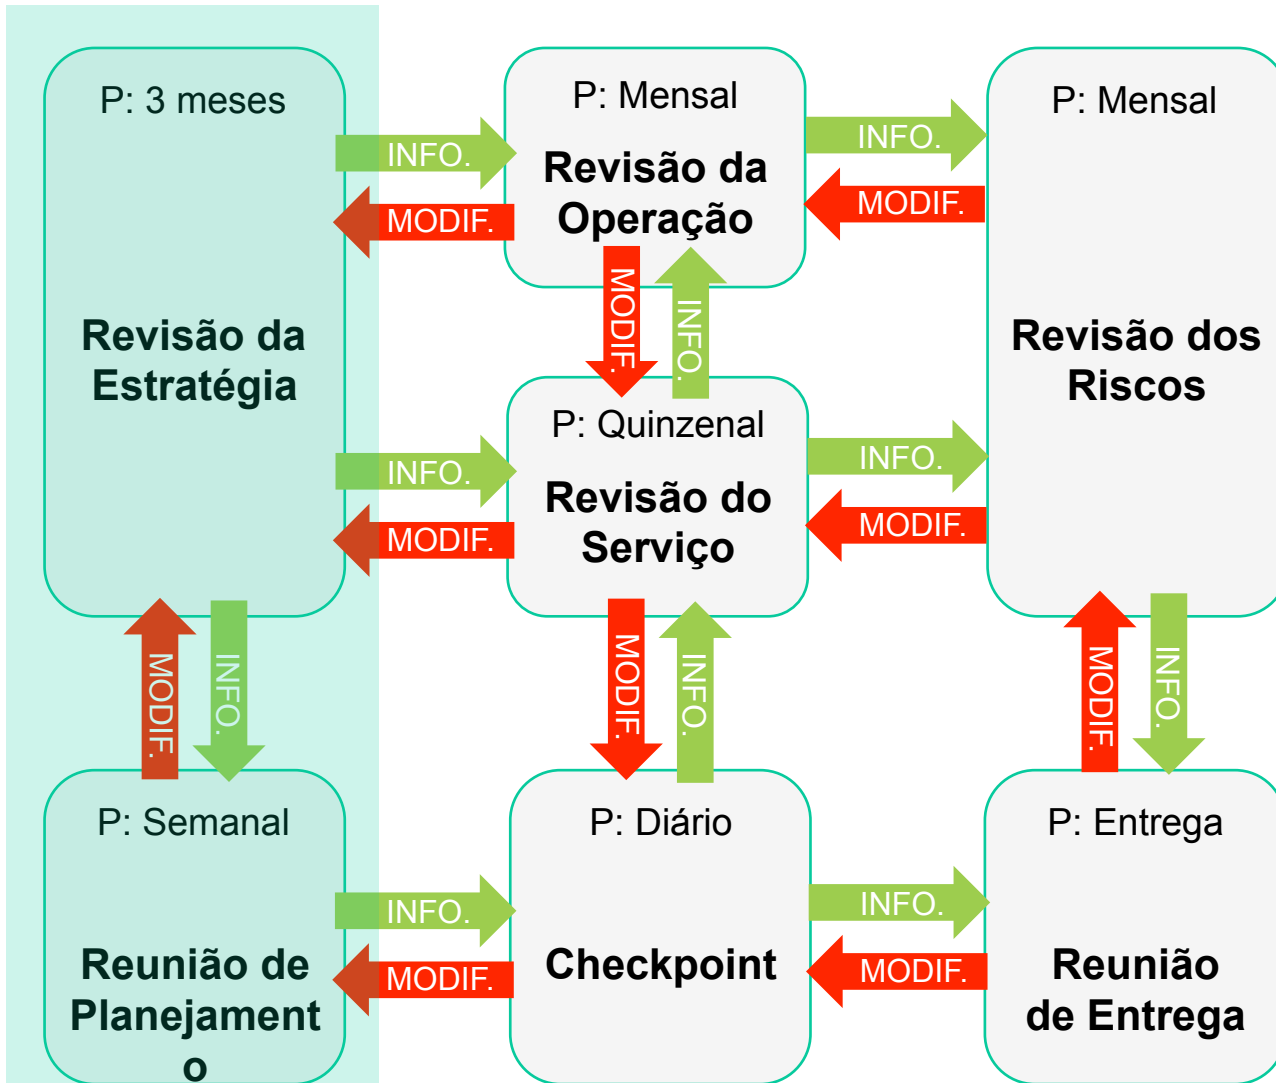 P: 3 meses
Revisão da
Estratégia
INFO.
MODIF.
P: Mensal
Revisão da
Operação
INFO.
MODIF.
P: Mensal
Revisão dos
Riscos
MODIF.
INFO.
INFO.
MODIF.
P: Quinzenal
Revisão do
Serviço
INFO.
MODIF.
MODIF.
INFO.
MODIF.
INFO.
MODIF.
INFO.
P: Semanal
Reunião de
Planejament
o
INFO.
MODIF.
P: Diário
Checkpoint
INFO.
MODIF.
P: Entrega
Reunião
de Entrega